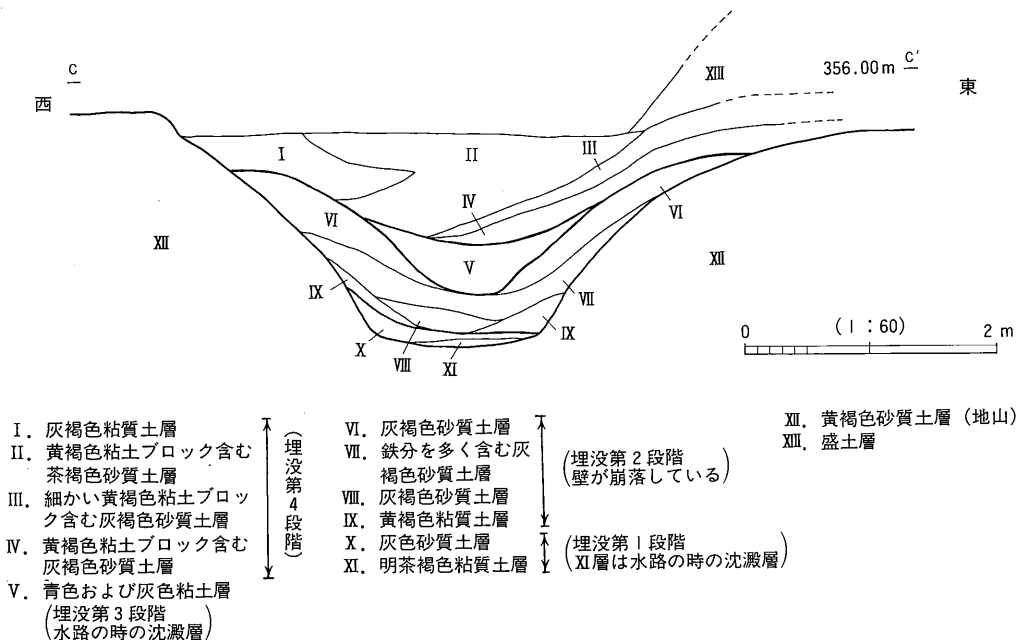 C
西
XIII
356.00m C′
東
I
II
III
IV
VI
VI
XII
V
XII
IX
VII
IX
X
VIII
XI
0 (1:60) 2 m
I. 灰褐色粘質土層
II. 黄褐色粘土ブロック含む
茶褐色砂質土層
III. 細かい黄褐色粘土ブロッ
ク含む灰褐色砂質土層
IV. 黄褐色粘土ブロック含む
灰褐色砂質土層
(埋没第4段階)
V. 青色および灰色粘土層
(埋没第3段階
水路の時の沈澱層)
VI. 灰褐色砂質土層
VII. 鉄分を多く含む灰
褐色砂質土層
VIII. 灰褐色砂質土層
IX. 黄褐色粘質土層
(埋没第2段階
壁が崩落している)
X. 灰色砂質土層
XI. 明茶褐色粘質土層
(埋没第1段階
XI層は水路の時の沈澱層)
XII. 黄褐色砂質土層(地山)
XIII. 盛土層